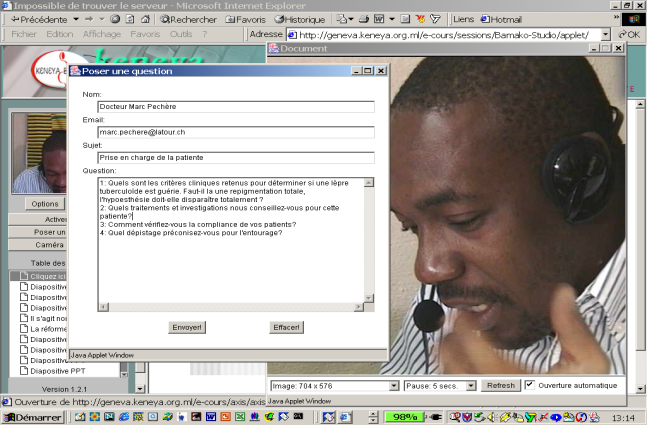 Impossible de trouver le serveur - Microsoft Internet Explorer
Précédente Rechercher Favoris Historique Liens Hotmail
Fichier Edition Affichage Favoris Outils ? Adresse http://geneva.keneya.org.ml/e-cours/sessions/Bamako-Studio/applet/ OK
Document
keneya
Poser une question
Nom:
Docteur Marc Pechère
Email:
marc.pechere@latour.ch
Sujet:
Prise en charge de la patiente
Question:
1: Quels sont les critères cliniques retenus pour déterminer si une lèpre
tuberculoïde est guérie. Faut-il la une repigmentation totale,
l'hypoesthésie doit-elle disparaître totalement ?
2: Quels traitements et investigations nous conseillez-vous pour cette
patiente?
3: Comment vérifiez-vous la compliance de vos patients?
4: Quel dépistage préconisez-vous pour l'entourage?
Envoyer!
Effacer!
Java Applet Window
Options
Activer
Poser un
Caméra
Table des
Cliquez ici
Diapositive
Diapositive
Diapositive
Il s'agit no
La réforme
Diapositive
Diapositive
Diapositive
Diapositive PPT
Version 1.2.1
Image: 704 x 576
Pause: 5 secs.
Refresh
Ouverture automatique
Ouverture de http://geneva.keneya.org.ml/e-cours/axis/axis
Java Applet Window
Démarrer
98%
13:14